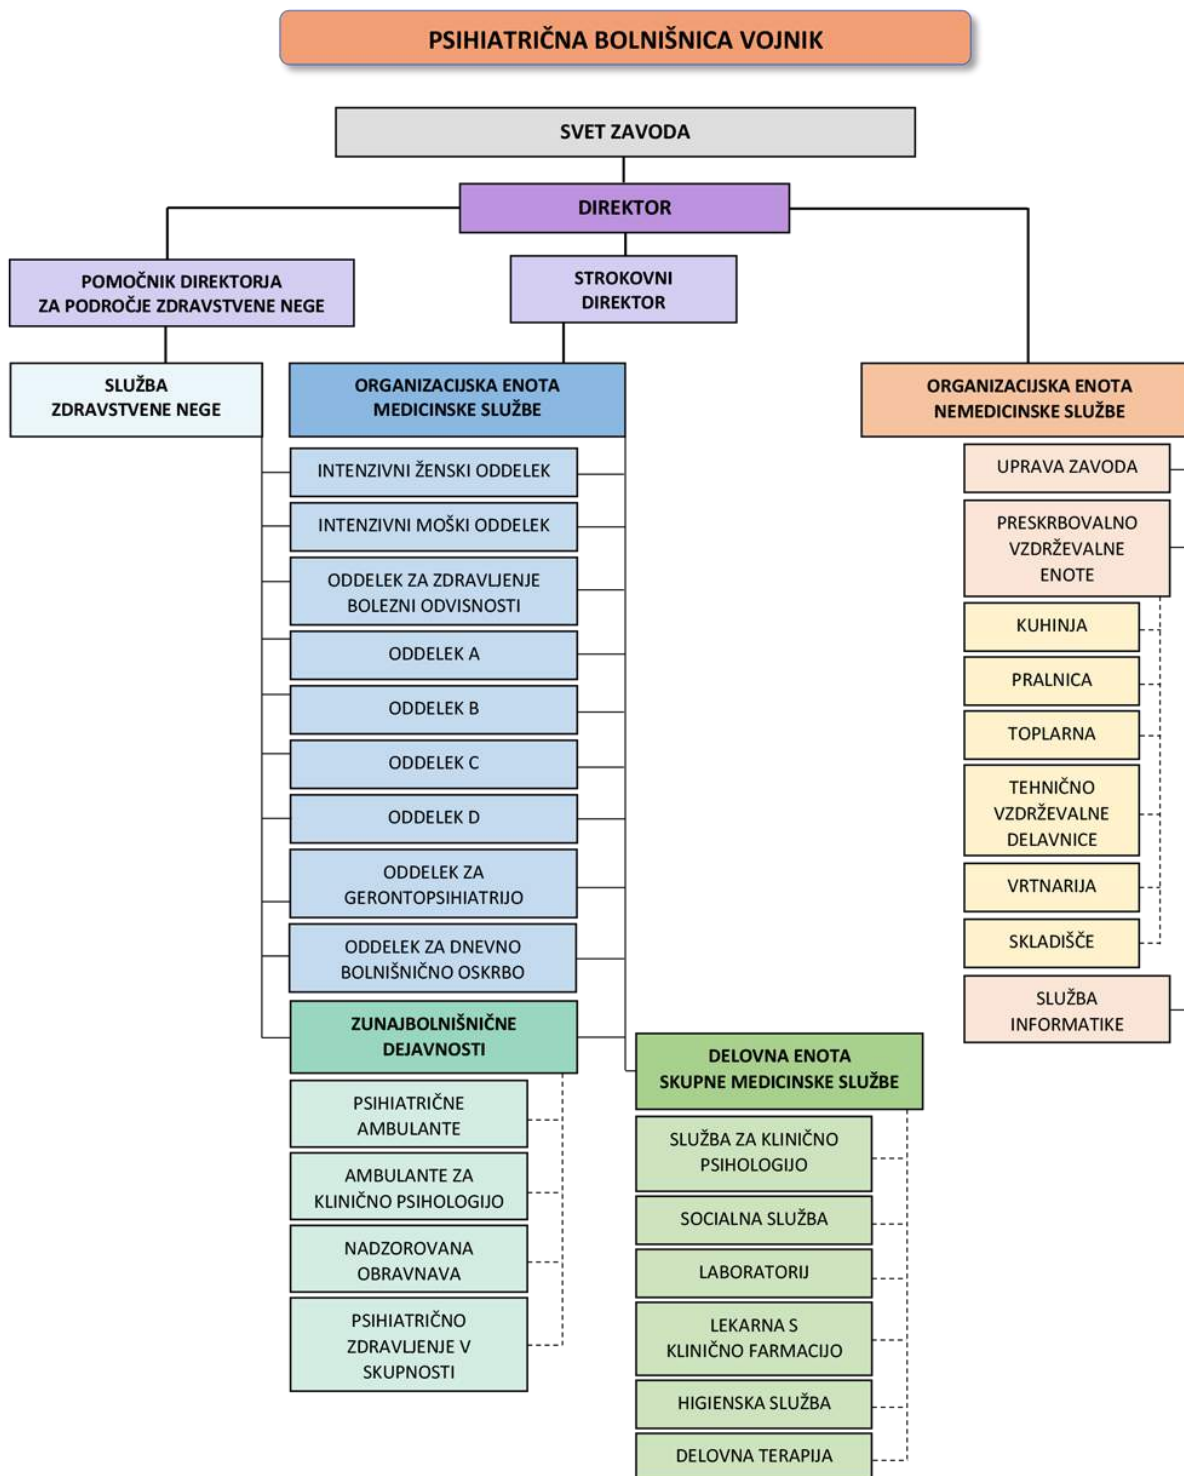 PSIHIATRIČNA BOLNIŠNICA VOJNIK
SVET ZAVODA
DIREKTOR
POMOČNIK DIREKTORJA
ZA PODROČJE ZDRAVSTVENE NEGE
STROKOVNI
DIREKTOR
SLUŽBA
ZDRAVSTVENE NEGE
ORGANIZACIJSKA ENOTA
MEDICINSKE SLUŽBE
INTENZIVNI ŽENSKI ODDELEK
INTENZIVNI MOŠKI ODDELEK
ODDELEK ZA ZDRAVLJENJE
BOLEZNI ODVISNOSTI
ODDELEK A
ODDELEK B
ODDELEK C
ODDELEK D
ODDELEK ZA
GERONTOPSIHIATRIJO
ODDELEK ZA DNEVNO
BOLNIŠNIČNO OSKRBO
ZUNAJBOLNIŠNIČNE
DEJAVNOSTI
PSIHIATRIČNE
AMBULANTE
AMBULANTE ZA
KLINIČNO PSIHOLOGIJO
NADZOROVANA
OBRAVNAVA
PSIHIATRIČNO
ZDRAVLJENJE V
SKUPNOSTI
DELOVNA ENOTA
SKUPNE MEDICINSKE SLUŽBE
SLUŽBA ZA KLINIČNO
PSIHOLOGIJO
SOCIALNA SLUŽBA
LABORATORIJ
LEKARNA S
KLINIČNO FARMACIJO
HIGIENSKA SLUŽBA
DELOVNA TERAPIJA
ORGANIZACIJSKA ENOTA
NEMEDICINSKE SLUŽBE
UPRAVA ZAVODA
PRESKRBOVALNO
VZDRŽEVALNE
ENOTE
KUHINJA
PRALNICA
TOPLARNA
TEHNIČNO
VZDRŽEVALNE
DELAVNICE
VRTNARIJA
SKLADIŠČE
SLUŽBA
INFORMATIKE